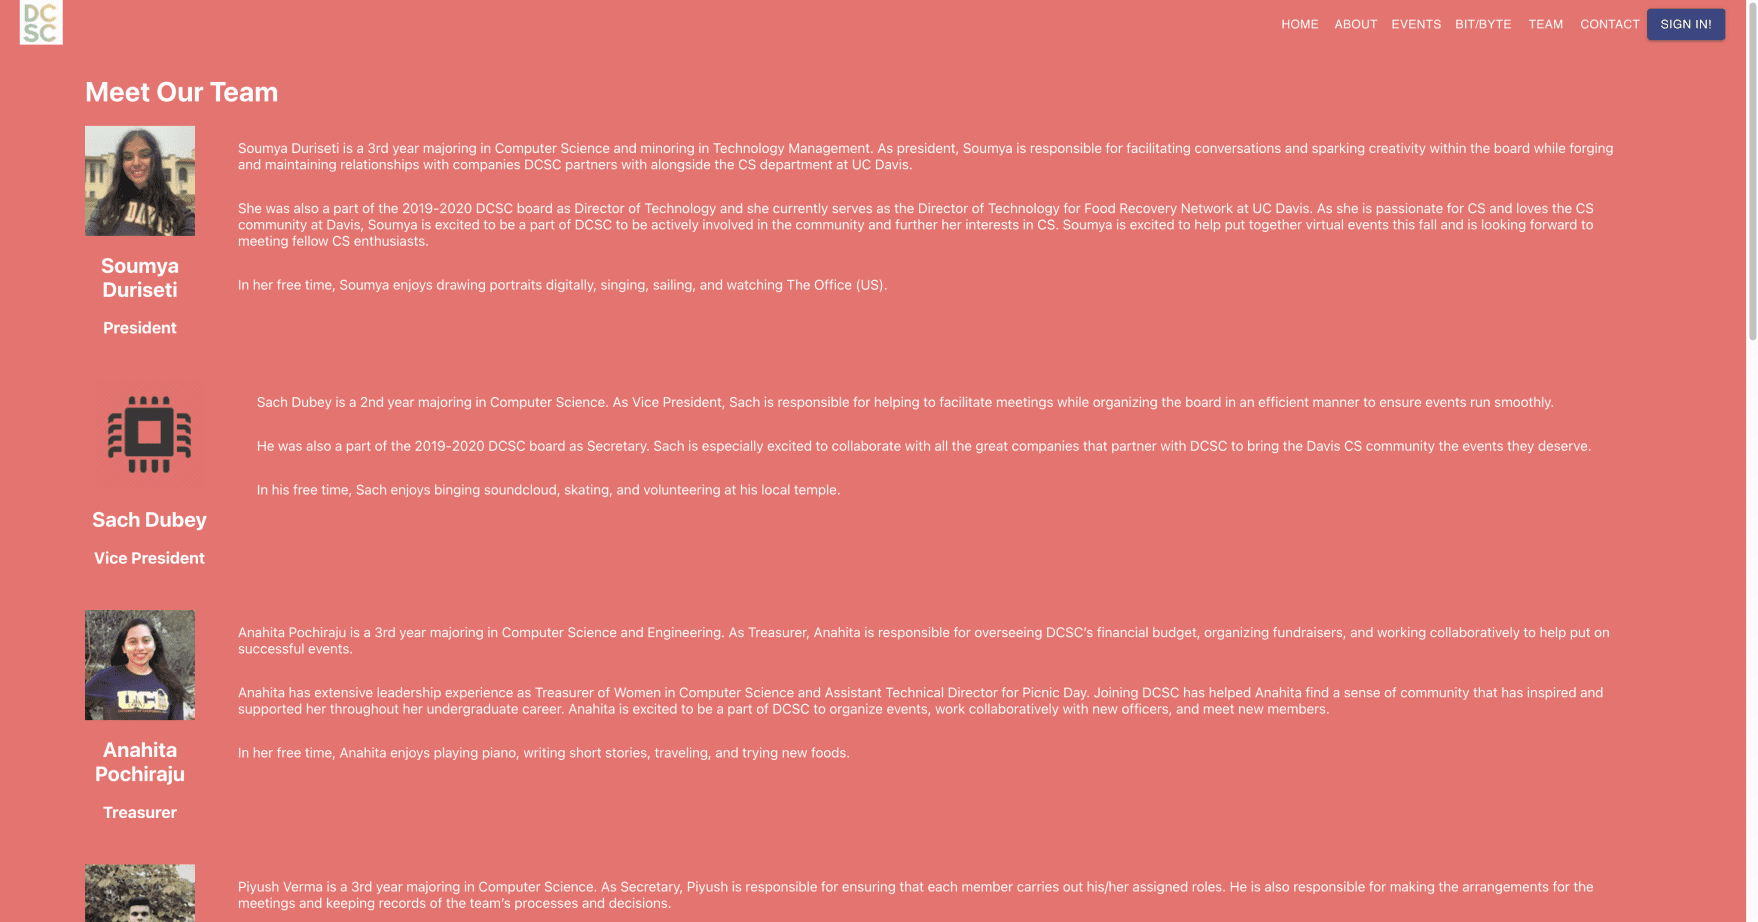 DC
SC
HOME ABOUT EVENTS BIT/BYTE TEAM CONTACT SIGN IN!
Meet Our Team
Soumya Duriseti is a 3rd year majoring in Computer Science and minoring in Technology Management. As president, Soumya is responsible for facilitating conversations and sparking creativity within the board while forging
and maintaining relationships with companies DCSC partners with alongside the CS department at UC Davis.
She was also a part of the 2019-2020 DCSC board as Director of Technology and she currently serves as the Director of Technology for Food Recovery Network at UC Davis. As she is passionate for CS and loves the CS
community at Davis, Soumya is excited to be a part of DCSC to be actively involved in the community and further her interests in CS. Soumya is excited to help put together virtual events this fall and is looking forward to
meeting fellow CS enthusiasts.
In her free time, Soumya enjoys drawing portraits digitally, singing, sailing, and watching The Office (US).
Soumya
Duriseti
President
Sach Dubey is a 2nd year majoring in Computer Science. As Vice President, Sach is responsible for helping to facilitate meetings while organizing the board in an efficient manner to ensure events run smoothly.
He was also a part of the 2019-2020 DCSC board as Secretary. Sach is especially excited to collaborate with all the great companies that partner with DCSC to bring the Davis CS community the events they deserve.
In his free time, Sach enjoys binging soundcloud, skating, and volunteering at his local temple.
Sach Dubey
Vice President
Anahita Pochiraju is a 3rd year majoring in Computer Science and Engineering. As Treasurer, Anahita is responsible for overseeing DCSC's financial budget, organizing fundraisers, and working collaboratively to help put on
successful events.
Anahita has extensive leadership experience as Treasurer of Women in Computer Science and Assistant Technical Director for Picnic Day. Joining DCSC has helped Anahita find a sense of community that has inspired and
supported her throughout her undergraduate career. Anahita is excited to be a part of DCSC to organize events, work collaboratively with new officers, and meet new members.
In her free time, Anahita enjoys playing piano, writing short stories, traveling, and trying new foods.
Anahita
Pochiraju
Treasurer
Piyush Verma is a 3rd year majoring in Computer Science. As Secretary, Piyush is responsible for ensuring that each member carries out his/her assigned roles. He is also responsible for making the arrangements for the
meetings and keeping records of the team's processes and decisions.